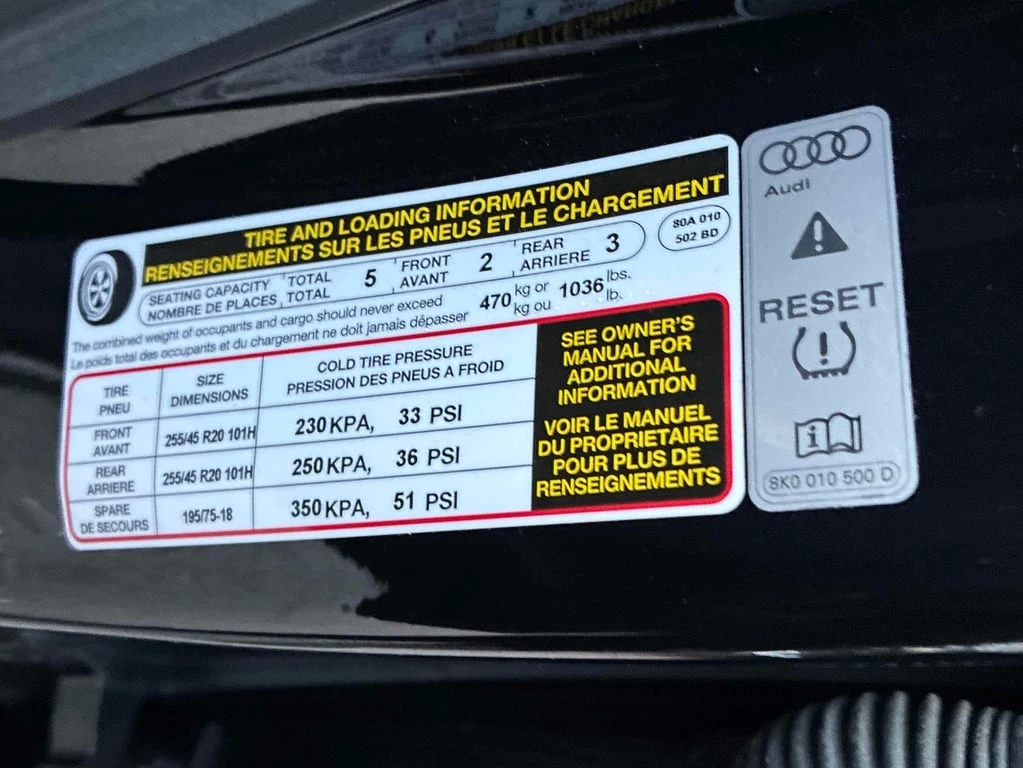 TIRE AND LOADING INFORMATION
RENSEIGNEMENTS SUR LES PNEUS ET LE CHARGEMENT
SEATING CAPACITY TOTAL 5 FRONT 2 REAR 3
NOMBRE DE PLACES TOTAL AVANT ARRIERE
80A 010
502 BD
The combined weight of occupants and cargo should never exceed 470 kg or 1036 lbs.
Le poids total des occupants et du chargement ne doit jamais dépasser kg ou lb.
TIRE SIZE COLD TIRE PRESSURE
PNEU DIMENSIONS PRESSION DES PNEUS A FROID
FRONT
AVANT 255/45 R20 101H 230 KPA, 33 PSI
REAR
ARRIERE 255/45 R20 101H 250 KPA, 36 PSI
SPARE
DE SECOURS 195/75-18 350 KPA, 51 PSI
SEE OWNER'S
MANUAL FOR
ADDITIONAL
INFORMATION
VOIR LE MANUEL
DU PROPRIETAIRE
POUR PLUS DE
RENSEIGNEMENTS
Audi
RESET
8K0 010 500 D